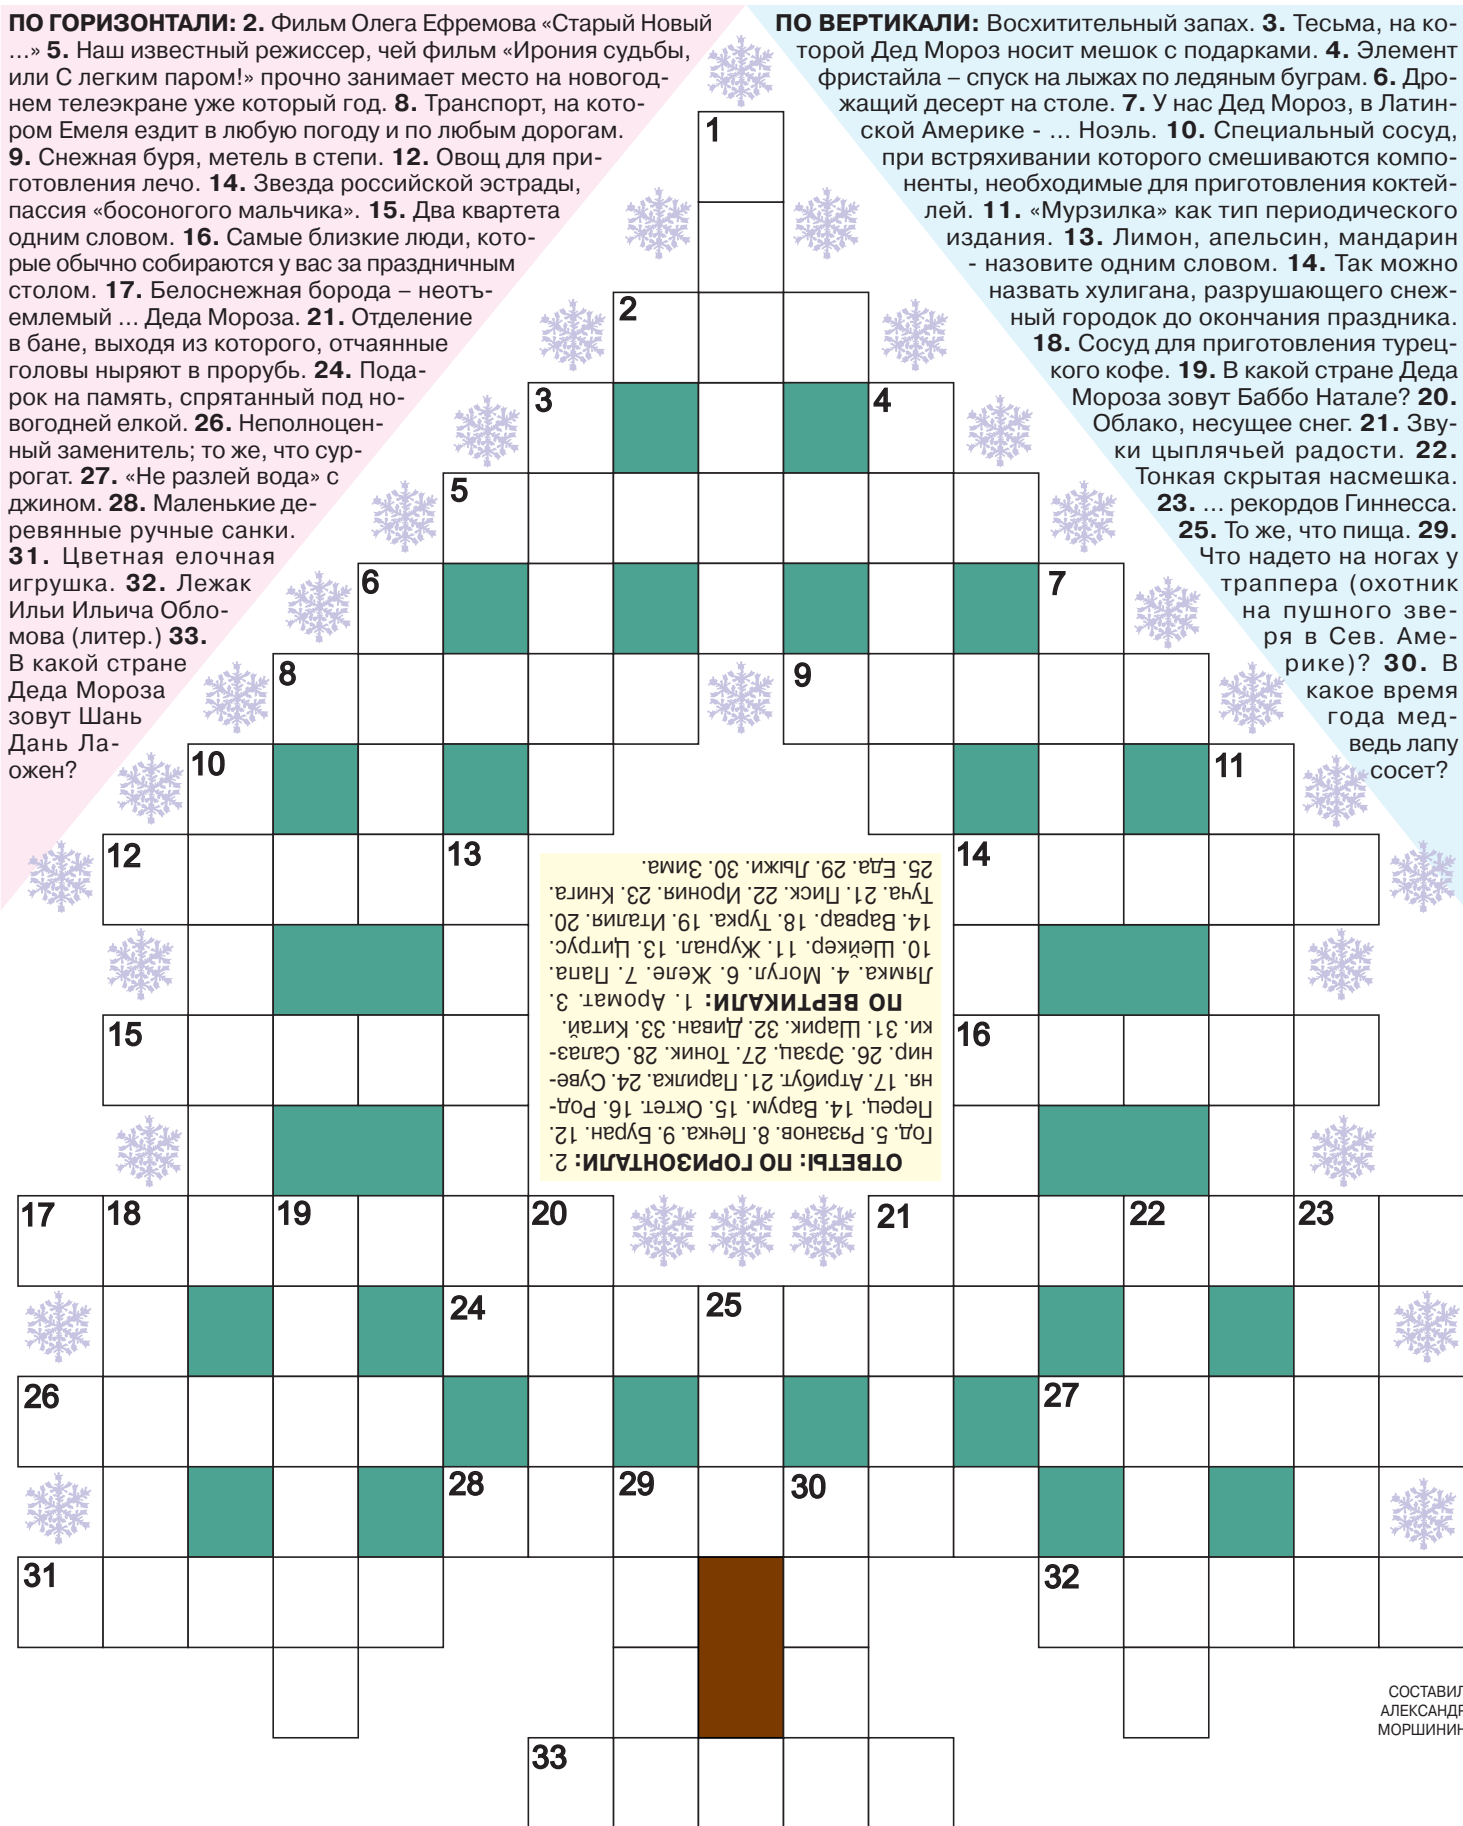 ПО ГОРИЗОНТАЛИ: 2. Фильм Олега Ефремова «Старый Новый
…» 5. Наш известный режиссер, чей фильм «Ирония судьбы,
или С легким паром!» прочно занимает место на новогод-
нем телеэкране уже который год. 8. Транспорт, на кото-
ром Емеля ездит в любую погоду и по любым дорогам.
9. Снежная буря, метель в степи. 12. Овощ для при-
готовления лечо. 14. Звезда российской эстрады,
пассия «босоногого мальчика». 15. Два квартета
одним словом. 16. Самые близкие люди, кото-
рые обычно собираются у вас за праздничным
столом. 17. Белоснежная борода – неотъ-
емлемый … Деда Мороза. 21. Отделение
в бане, выходя из которого, отчаянные
головы ныряют в прорубь. 24. Пода-
рок на память, спрятанный под но-
вогодней елкой. 26. Неполноцен-
ный заменитель; то же, что сур-
рогат. 27. «Не разлей вода» с
джином. 28. Маленькие де-
ревянные ручные санки.
31. Цветная елочная
игрушка. 32. Лежак
Ильи Ильича Обло-
мова (литер.) 33.
В какой стране
Деда Мороза
зовут Шань
Дань Ла-
ожен?
ПО ВЕРТИКАЛИ: Восхитительный запах. 3. Тесьма, на ко-
торой Дед Мороз носит мешок с подарками. 4. Элемент
фристайла – спуск на лыжах по ледяным буграм. 6. Дро-
жащий десерт на столе. 7. У нас Дед Мороз, в Латин-
ской Америке - … Ноэль. 10. Специальный сосуд,
при встряхивании которого смешиваются компо-
ненты, необходимые для приготовления коктей-
лей. 11. «Мурзилка» как тип периодического
издания. 13. Лимон, апельсин, мандарин
- назовите одним словом. 14. Так можно
назвать хулигана, разрушающего снеж-
ный городок до окончания праздника.
18. Сосуд для приготовления турец-
кого кофе. 19. В какой стране Деда
Мороза зовут Баббо Натале? 20.
Облако, несущее снег. 21. Зву-
ки цыплячьей радости. 22.
Тонкая скрытая насмешка.
23. … рекордов Гиннесса.
25. То же, что пища. 29.
Что надето на ногах у
траппера (охотник
на пушного зве-
ря в Сев. Аме-
рике)? 30. В
какое время
года мед-
ведь лапу
сосет?
1
2
3 4
5
6 7
8 9
10 11
12 13 14
15 16
17 18 19 20 21 22 23
24 25
26 27
28 29 30
31 32
33
ОТВЕТЫ: ПО ГОРИЗОНТАЛИ: 2.
Год. 5. Рязанов. 8. Печка. 9. Буран. 12.
Перец. 14. Варум. 15. Октет. 16. Род-
ня. 17. Атрибут. 21. Парилка. 24. Суве-
нир. 26. Эрзац. 27. Тоник. 28. Салаз-
ки. 31. Шарик. 32. Диван. 33. Китай.
ПО ВЕРТИКАЛИ: 1. Аромат. 3.
Лямка. 4. Могул. 6. Желе. 7. Папа.
10. Шейкер. 11. Журнал. 13. Цитрус.
14. Варвар. 18. Турка. 19. Италия. 20.
Туча. 21. Писк. 22. Ирония. 23. Книга.
25. Еда. 29. Лыжи. 30. Зима.
СОСТАВИЛ
АЛЕКСАНДР
МОРШИНИН